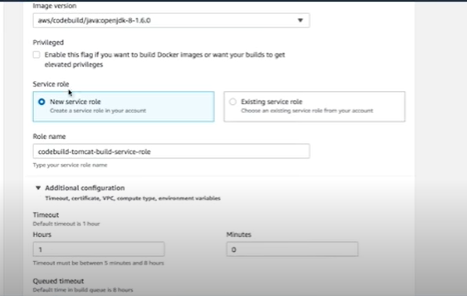 Image version
aws/codebuild/java:openjdk-8-1.6.0
Privileged
Enable this flag if you want to build Docker images or want your builds to get
elevated privileges
Service role
New service role
Create a service role in your account
Existing service role
Choose an existing service role from your account
Role name
codebuild-tomcat-build-service-role
Type your service role name
Additional configuration
Timeout, certificate, VPC, compute type, environment variables
Timeout
Default timeout is 1 hour
Hours
Minutes
1
0
Timeout must be between 5 minutes and 8 hours
Queued timeout
Default time in build queue is 8 hours